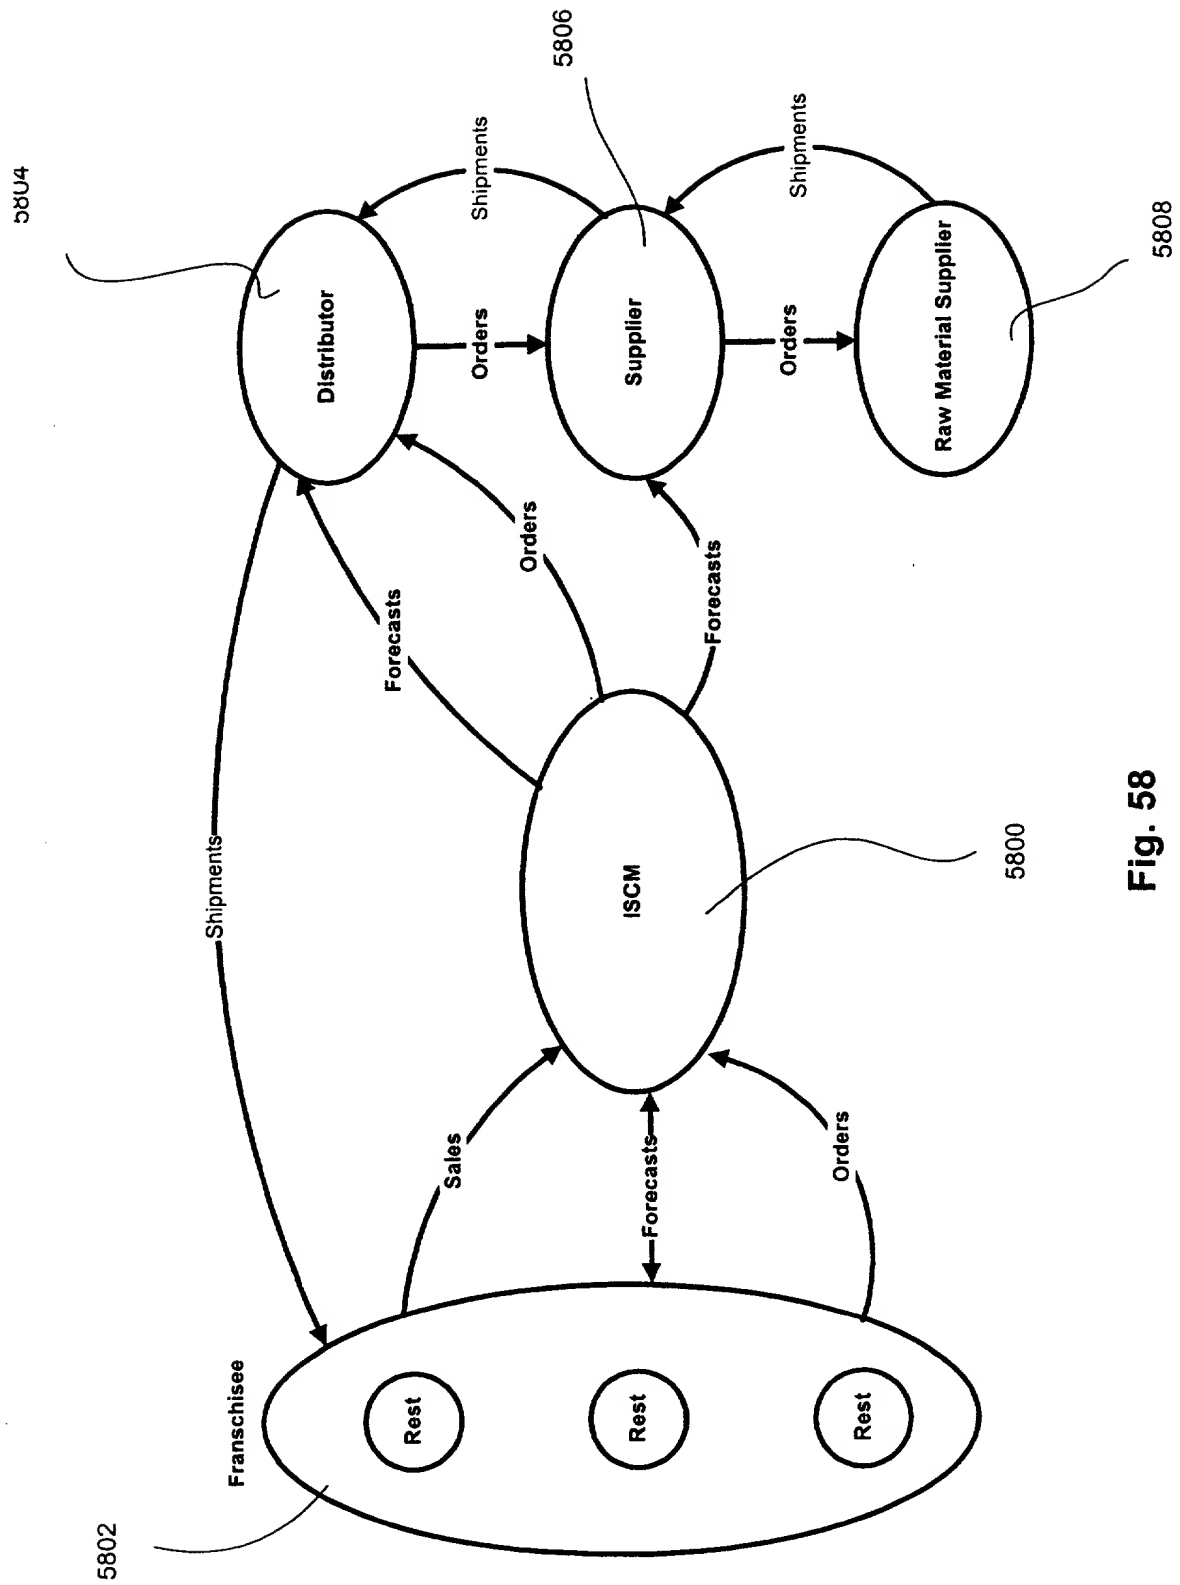 5804
5802
Shipments
Franschisee
Distributor
Forecasts
Rest
Sales
Orders
Shipments
Orders
5806
Rest
Forecasts
ISCM
Supplier
Forecasts
Orders
Shipments
Rest
Orders
Raw Material Supplier
5800
5808
Fig. 58